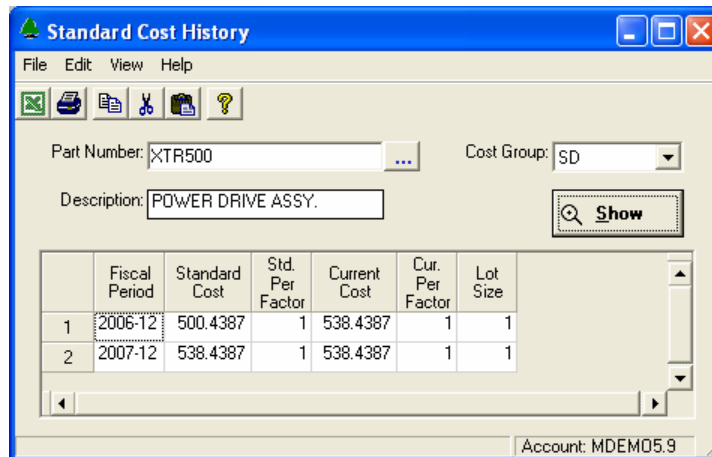 Standard Cost History
File Edit View Help
Part Number: XTR500 ... Cost Group: SD
Description: POWER DRIVE ASSY. Show
Fiscal Period Standard Cost Std. Per Factor Current Cost Cur. Per Factor Lot Size
1 2006-12 500.4387 1 538.4387 1 1
2 2007-12 538.4387 1 538.4387 1 1
Account: MDEMO5.9